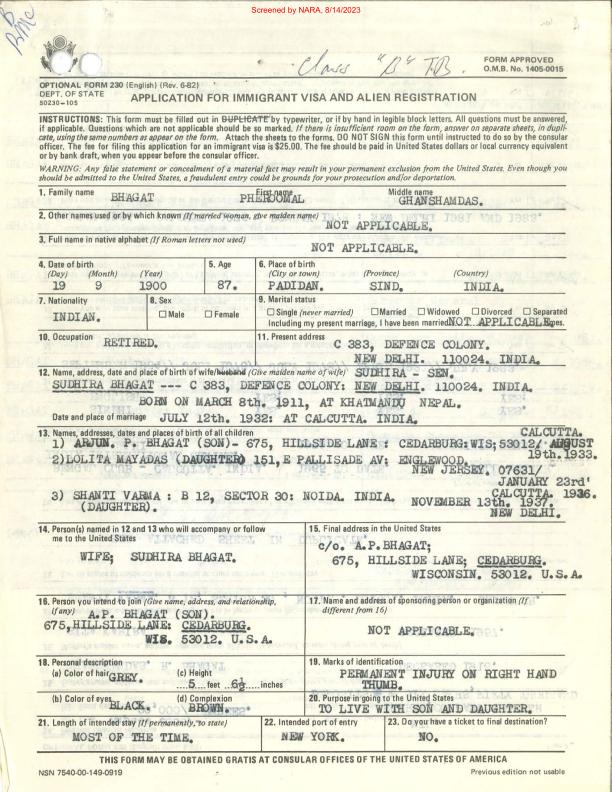 Screened by NARA, 8/14/2023
Class "B" T.B.
FORM APPROVED
O.M.B. No. 1405-0015
OPTIONAL FORM 230 (English) (Rev. 6-82)
DEPT. OF STATE
50230-105
APPLICATION FOR IMMIGRANT VISA AND ALIEN REGISTRATION
INSTRUCTIONS: This form must be filled out in DUPLICATE by typewriter, or if by hand in legible block letters. All questions must be answered,
if applicable. Questions which are not applicable should be so marked. If there is insufficient room on the form, answer on separate sheets, in dupli-
cate, using the same numbers as appear on the form. Attach the sheets to the forms. DO NOT SIGN this form until instructed to do so by the consular
officer. The fee for filing this application for an immigrant visa is $25.00. The fee should be paid in United States dollars or local currency equivalent
or by bank draft, when you appear before the consular officer.
WARNING: Any false statement or concealment of a material fact may result in your permanent exclusion from the United States. Even though you
should be admitted to the United States, a fraudulent entry could be grounds for your prosecution and/or deportation.
1. Family name First name Middle name
BHAGAT PHEROOMAL GHANSHAMDAS.
2. Other names used or by which known (If married woman, give maiden name)
NOT APPLICABLE.
3. Full name in native alphabet (If Roman letters not used)
NOT APPLICABLE.
4. Date of birth 5. Age 6. Place of birth
(Day) (Month) (Year) (City or town) (Province) (Country)
19 9 1900 87. PADIDAN. SIND. INDIA.
7. Nationality 8. Sex 9. Marital status
INDIAN. Male Female Single (never married) Married Widowed Divorced Separated
Including my present marriage, I have been married NOT APPLICABLE times.
10. Occupation 11. Present address
RETIRED. C 383, DEFENCE COLONY.
NEW DELHI. 110024. INDIA.
12. Name, address, date and place of birth of wife/husband (Give maiden name of wife) SUDHIRA - SEN.
SUDHIRA BHAGAT --- C 383, DEFENCE COLONY: NEW DELHI. 110024. INDIA.
BORN ON MARCH 8th. 1911, AT KHATMANDU NEPAL.
Date and place of marriage JULY 12th. 1932: AT CALCUTTA. INDIA.
13. Names, addresses, dates and places of birth of all children CALCUTTA.
1) ARJUN. P. BHAGAT (SON)- 675, HILLSIDE LANE : CEDARBURG:WIS;53012/ AUGUST
19th.1933.
2)LOLITA MAYADAS (DAUGHTER) 151,E PALLISADE AV: ENGLEWOOD.
NEW JERSEY. 07631/
JANUARY 23rd'
CALCUTTA. 1936.
3) SHANTI VARMA : B 12, SECTOR 30: NOIDA. INDIA.
(DAUGHTER). NOVEMBER 13th. 1937.
NEW DELHI.
14. Person(s) named in 12 and 13 who will accompany or follow
me to the United States
WIFE; SUDHIRA BHAGAT.
15. Final address in the United States
c/o. A.P.BHAGAT;
675, HILLSIDE LANE; CEDARBURG.
WISCONSIN. 53012. U.S.A
16. Person you intend to join (Give name, address, and relationship,
if any) A.P. BHAGAT (SON).
675,HILLSIDE LANE: CEDARBURG.
WIS. 53012. U.S.A.
17. Name and address of sponsoring person or organization (If
different from 16)
NOT APPLICABLE.
18. Personal description
(a) Color of hair GREY. (c) Height
5 feet 6½ inches
(b) Color of eyes BLACK. (d) Complexion BROWN.
19. Marks of identification
PERMANENT INJURY ON RIGHT HAND
THUMB.
20. Purpose in going to the United States
TO LIVE WITH SON AND DAUGHTER.
21. Length of intended stay (If permanently, so state) 22. Intended port of entry 23. Do you have a ticket to final destination?
MOST OF THE TIME. NEW YORK. NO.
THIS FORM MAY BE OBTAINED GRATIS AT CONSULAR OFFICES OF THE UNITED STATES OF AMERICA
NSN 7540-00-149-0919 Previous edition not usable